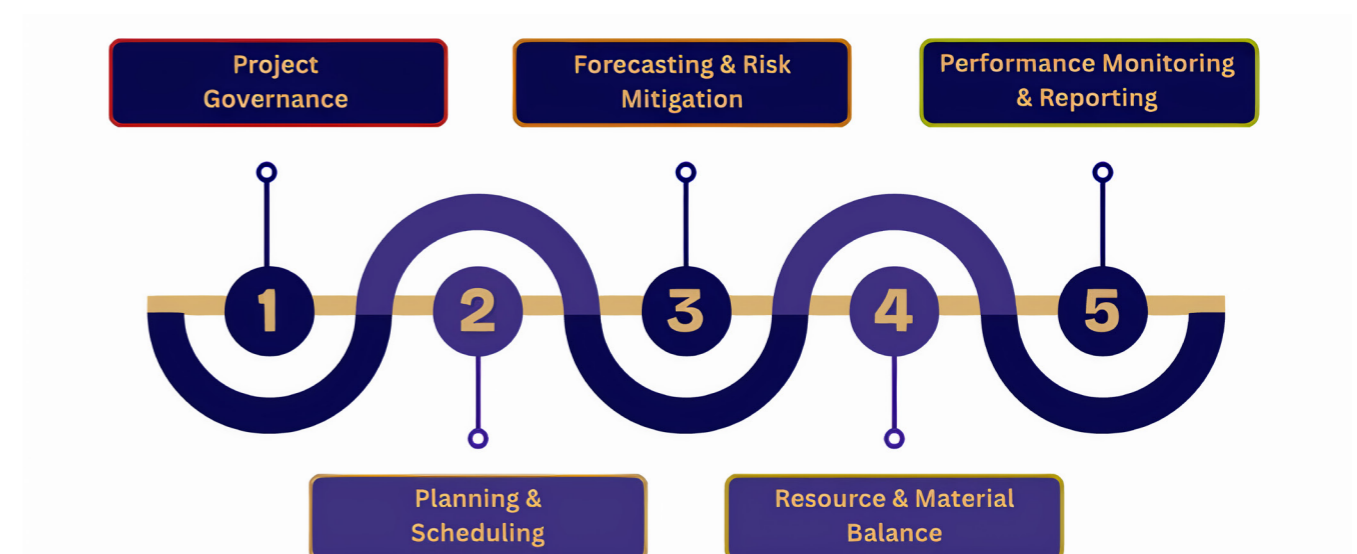 Project
Governance
Forecasting & Risk
Mitigation
Performance Monitoring
& Reporting
1
2
3
4
5
Planning &
Scheduling
Resource & Material
Balance